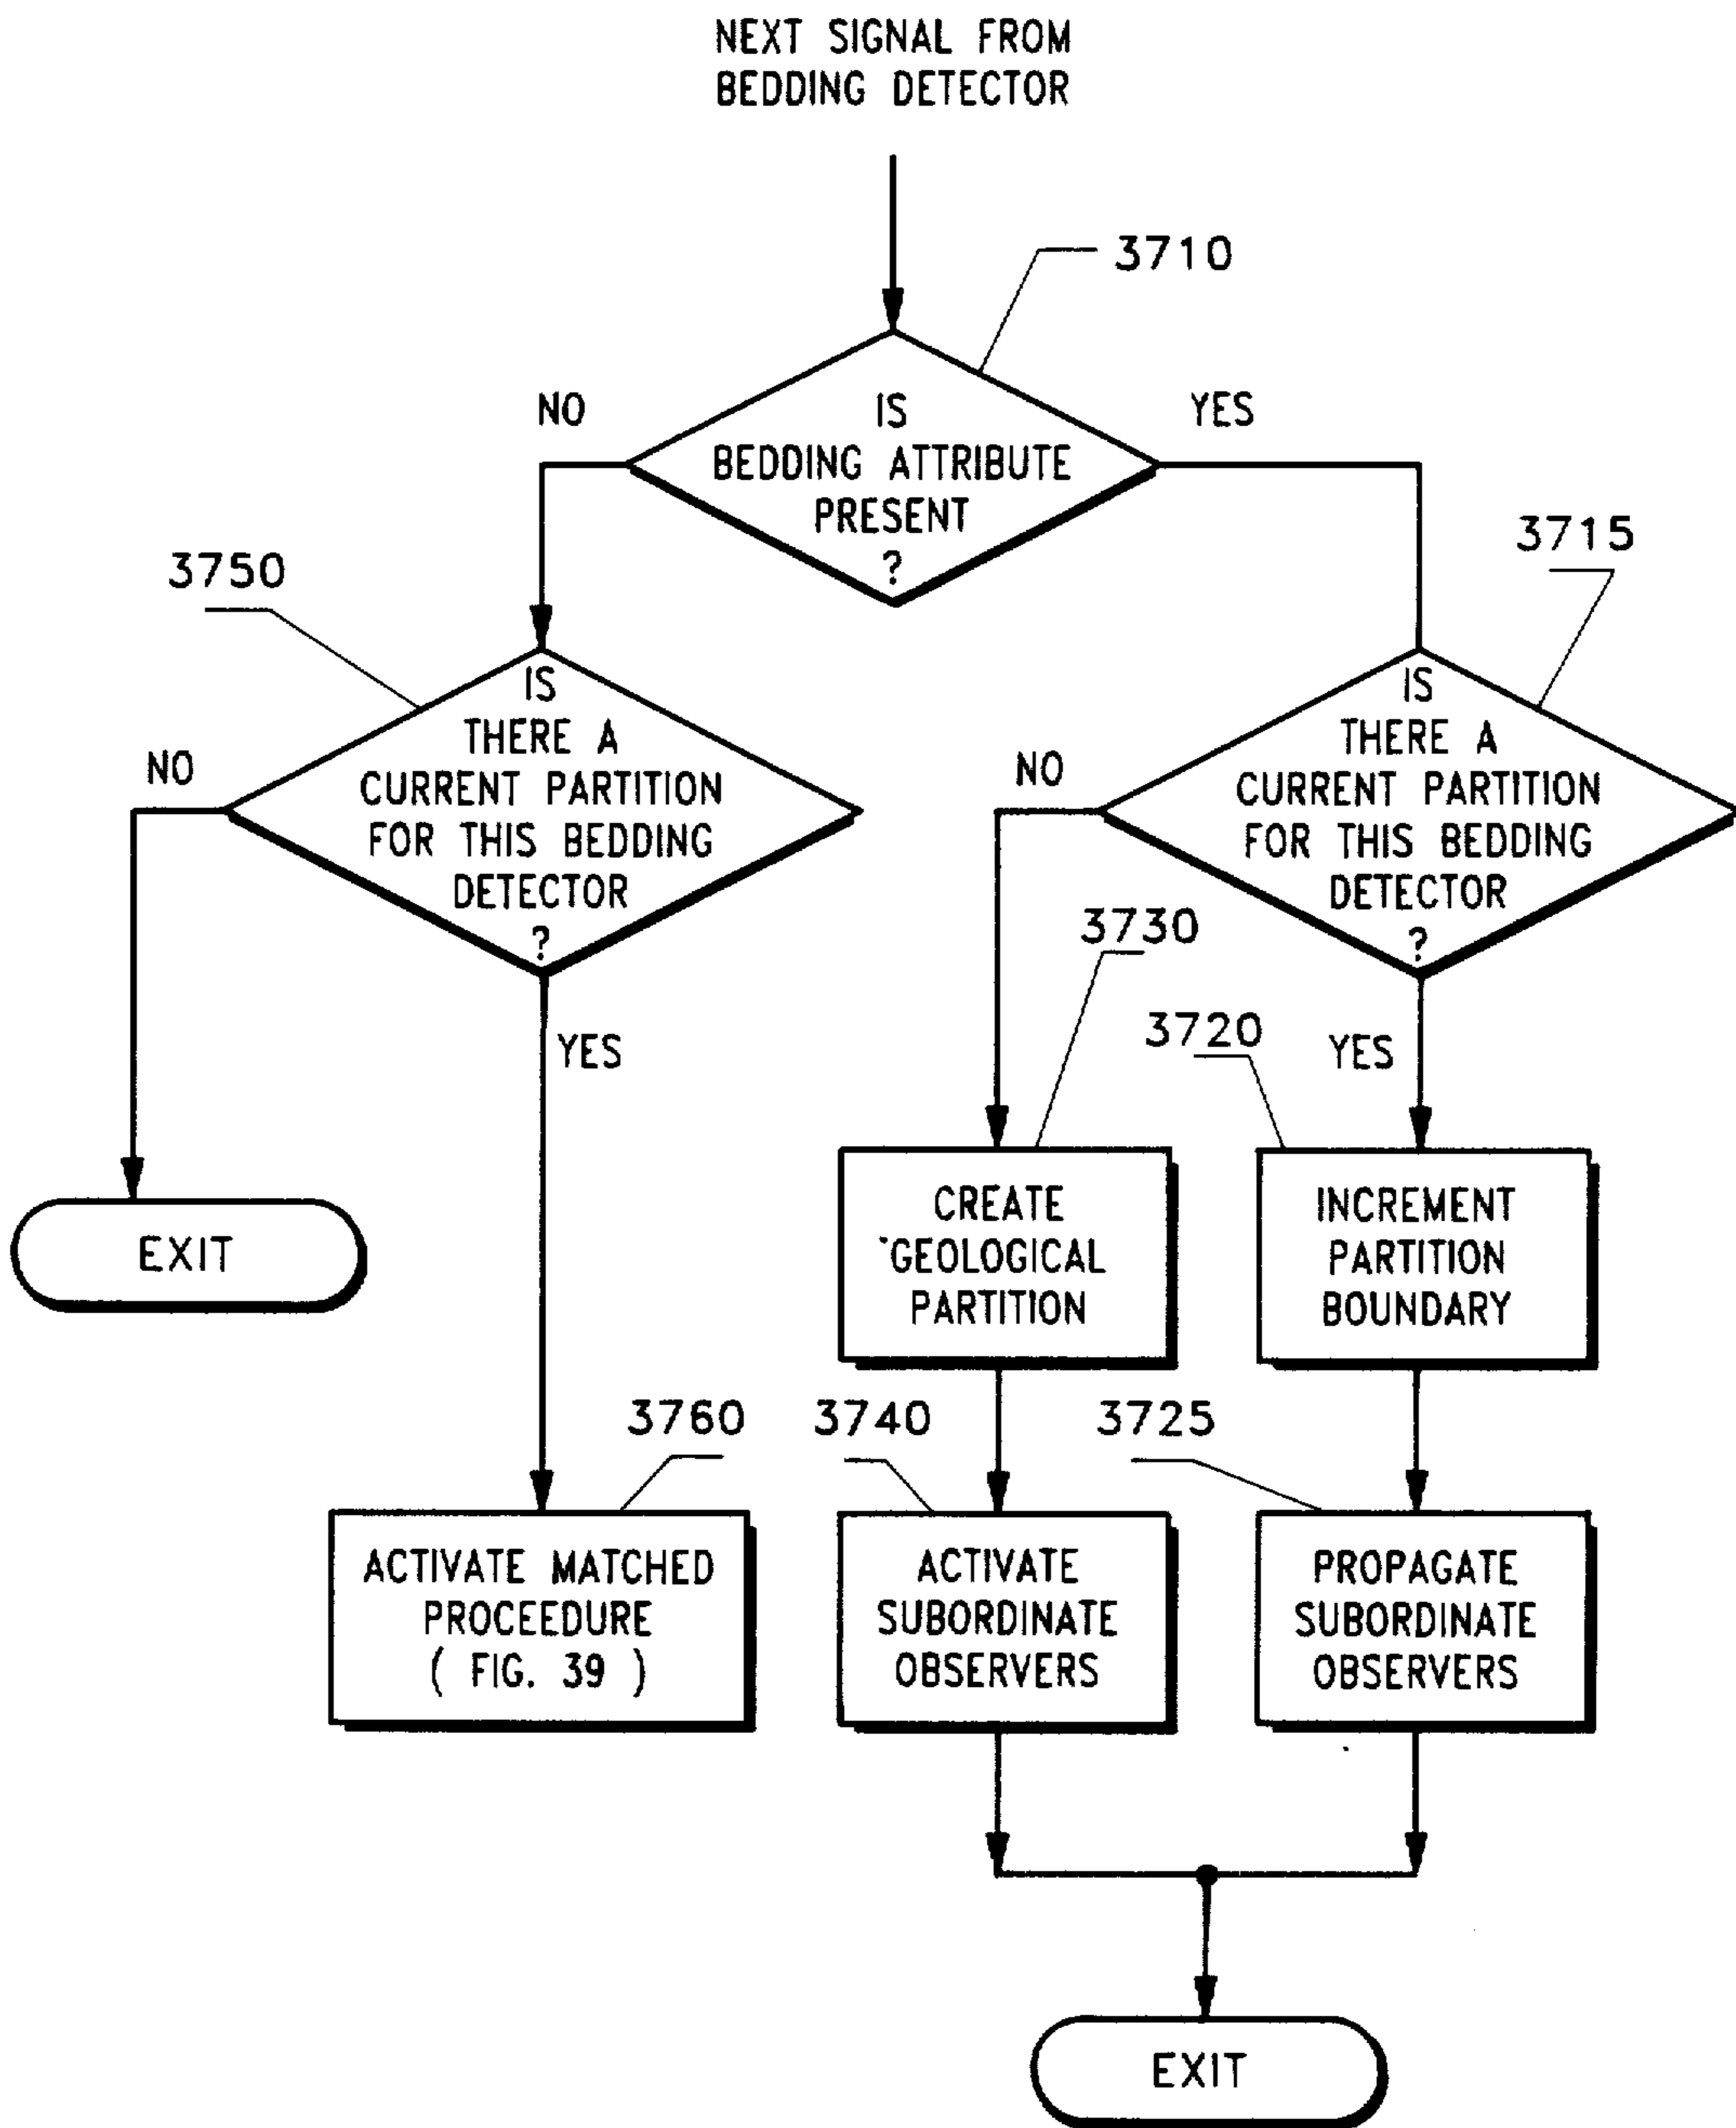 NEXT SIGNAL FROM
BEDDING DETECTOR
3710
NO
YES
IS
BEDDING ATTRIBUTE
PRESENT
?
3750
3715
IS
THERE A
CURRENT PARTITION
FOR THIS BEDDING
DETECTOR
?
NO
YES
IS
THERE A
CURRENT PARTITION
FOR THIS BEDDING
DETECTOR
?
NO
YES
3730
3720
EXIT
CREATE
GEOLOGICAL
PARTITION
INCREMENT
PARTITION
BOUNDARY
3760
3740
3725
ACTIVATE MATCHED
PROCEEDURE
( FIG. 39 )
ACTIVATE
SUBORDINATE
OBSERVERS
PROPAGATE
SUBORDINATE
OBSERVERS
EXIT